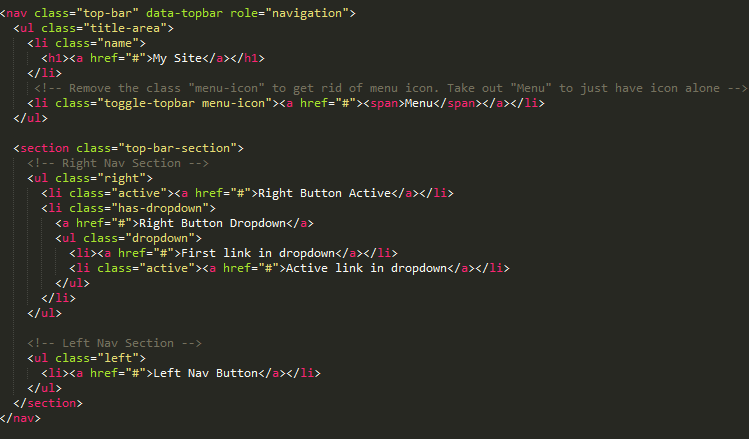 <nav class="top-bar" data-topbar role="navigation">
  <ul class="title-area">
    <li class="name">
      <h1><a href="#">My Site</a></h1>
    </li>
     <!-- Remove the class "menu-icon" to get rid of menu icon. Take out "Menu" to just have icon alone -->
    <li class="toggle-topbar menu-icon"><a href="#"><span>Menu</span></a></li>
  </ul>

  <section class="top-bar-section">
    <!-- Right Nav Section -->
    <ul class="right">
      <li class="active"><a href="#">Right Button Active</a></li>
      <li class="has-dropdown">
        <a href="#">Right Button Dropdown</a>
        <ul class="dropdown">
          <li><a href="#">First link in dropdown</a></li>
          <li class="active"><a href="#">Active link in dropdown</a></li>
        </ul>
      </li>
    </ul>

    <!-- Left Nav Section -->
    <ul class="left">
      <li><a href="#">Left Nav Button</a></li>
    </ul>
  </section>
</nav>